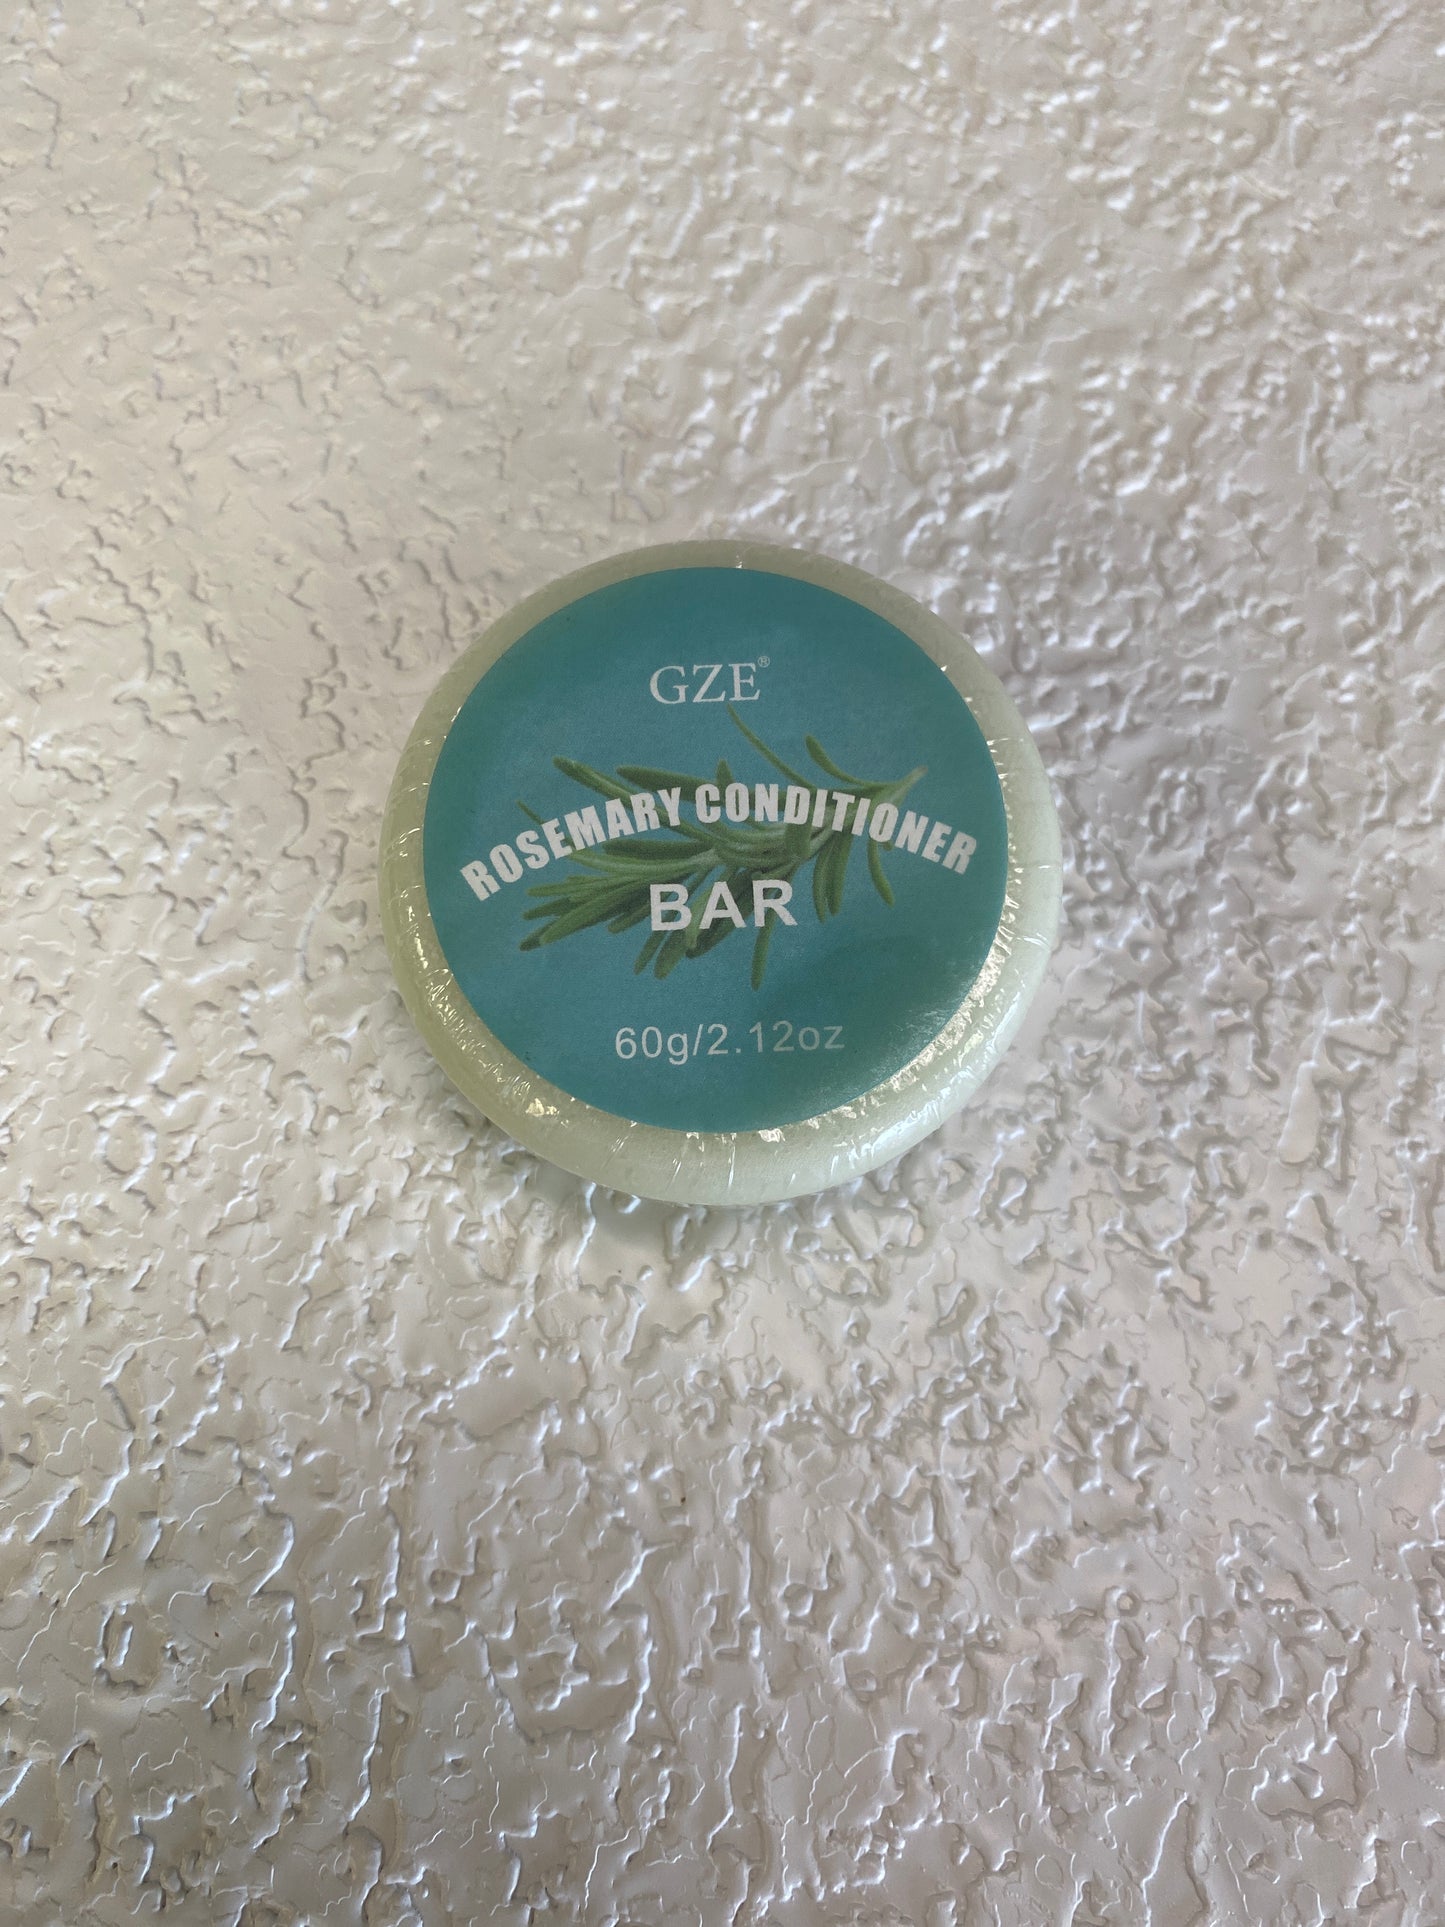 GZE®
ROSEMARY CONDITIONER
BAR
60g/2.12oz